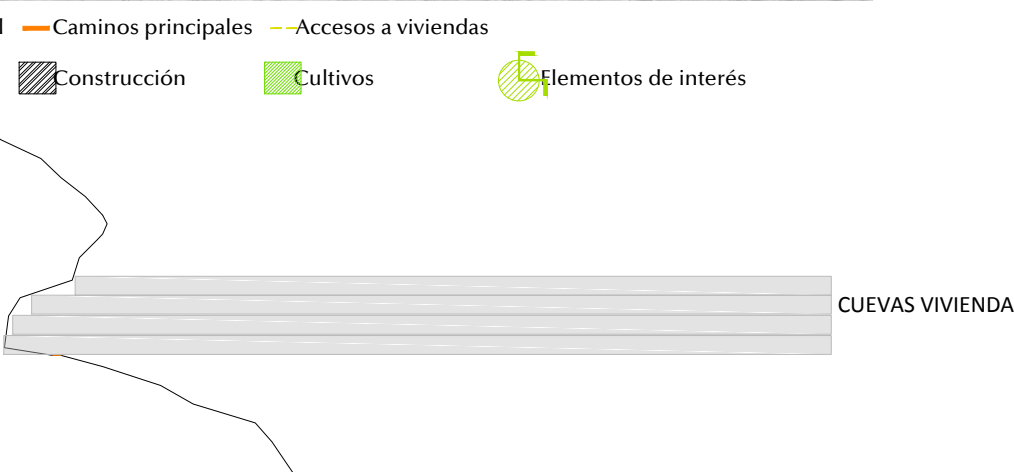 Caminos principales Accesos a viviendas
Construcción Cultivos Elementos de interés
CUEVAS VIVIENDA